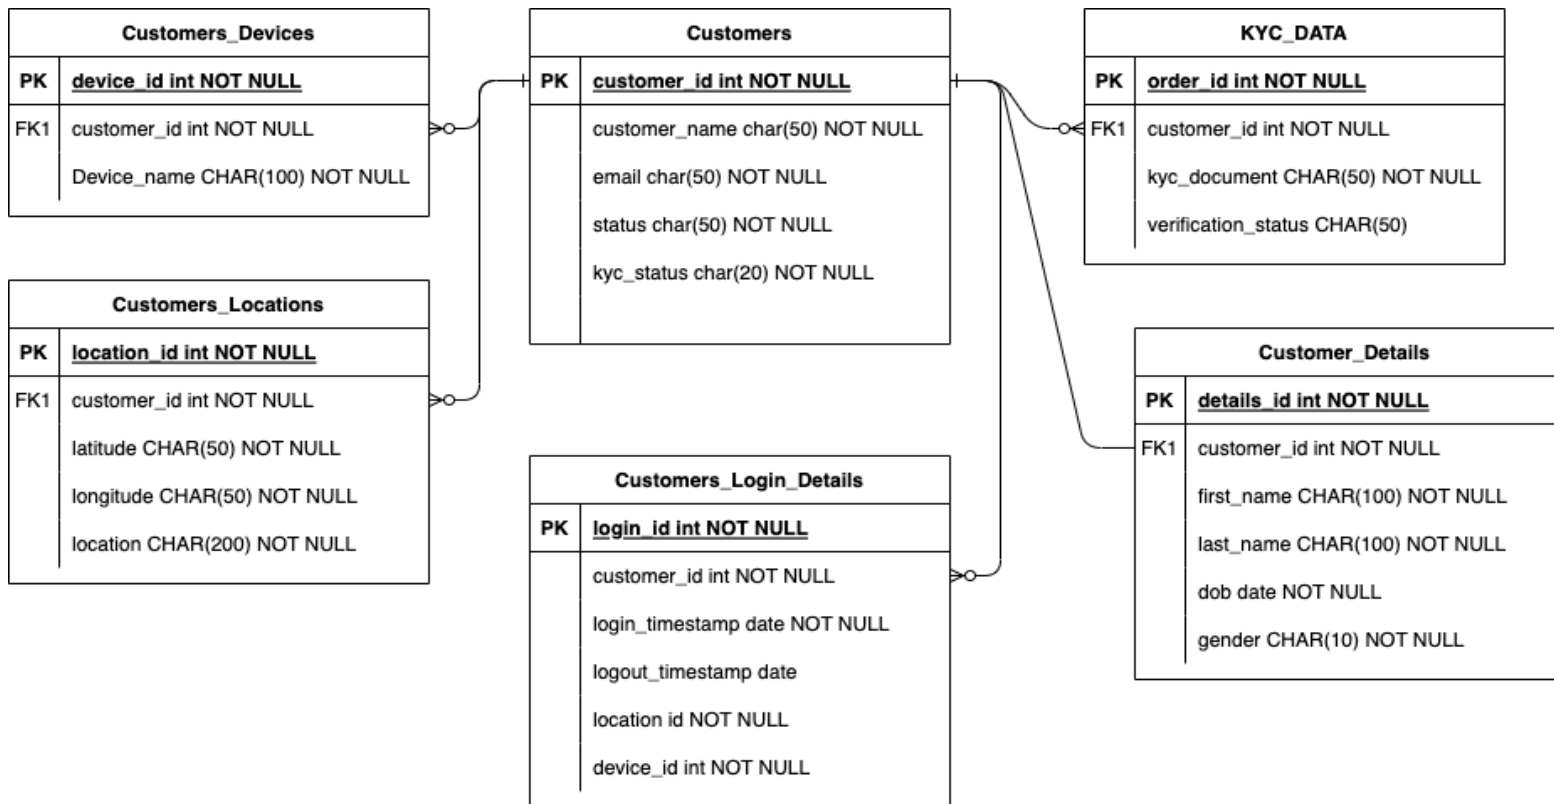 Customers_Devices
PK device_id int NOT NULL
FK1 customer_id int NOT NULL
Device_name CHAR(100) NOT NULL
Customers
PK customer_id int NOT NULL
customer_name char(50) NOT NULL
email char(50) NOT NULL
status char(50) NOT NULL
kyc_status char(20) NOT NULL
KYC_DATA
PK order_id int NOT NULL
FK1 customer_id int NOT NULL
kyc_document CHAR(50) NOT NULL
verification_status CHAR(50)
Customers_Locations
PK location_id int NOT NULL
FK1 customer_id int NOT NULL
latitude CHAR(50) NOT NULL
longitude CHAR(50) NOT NULL
location CHAR(200) NOT NULL
Customers_Login_Details
PK login_id int NOT NULL
customer_id int NOT NULL
login_timestamp date NOT NULL
logout_timestamp date
location id NOT NULL
device_id int NOT NULL
Customer_Details
PK details_id int NOT NULL
FK1 customer_id int NOT NULL
first_name CHAR(100) NOT NULL
last_name CHAR(100) NOT NULL
dob date NOT NULL
gender CHAR(10) NOT NULL